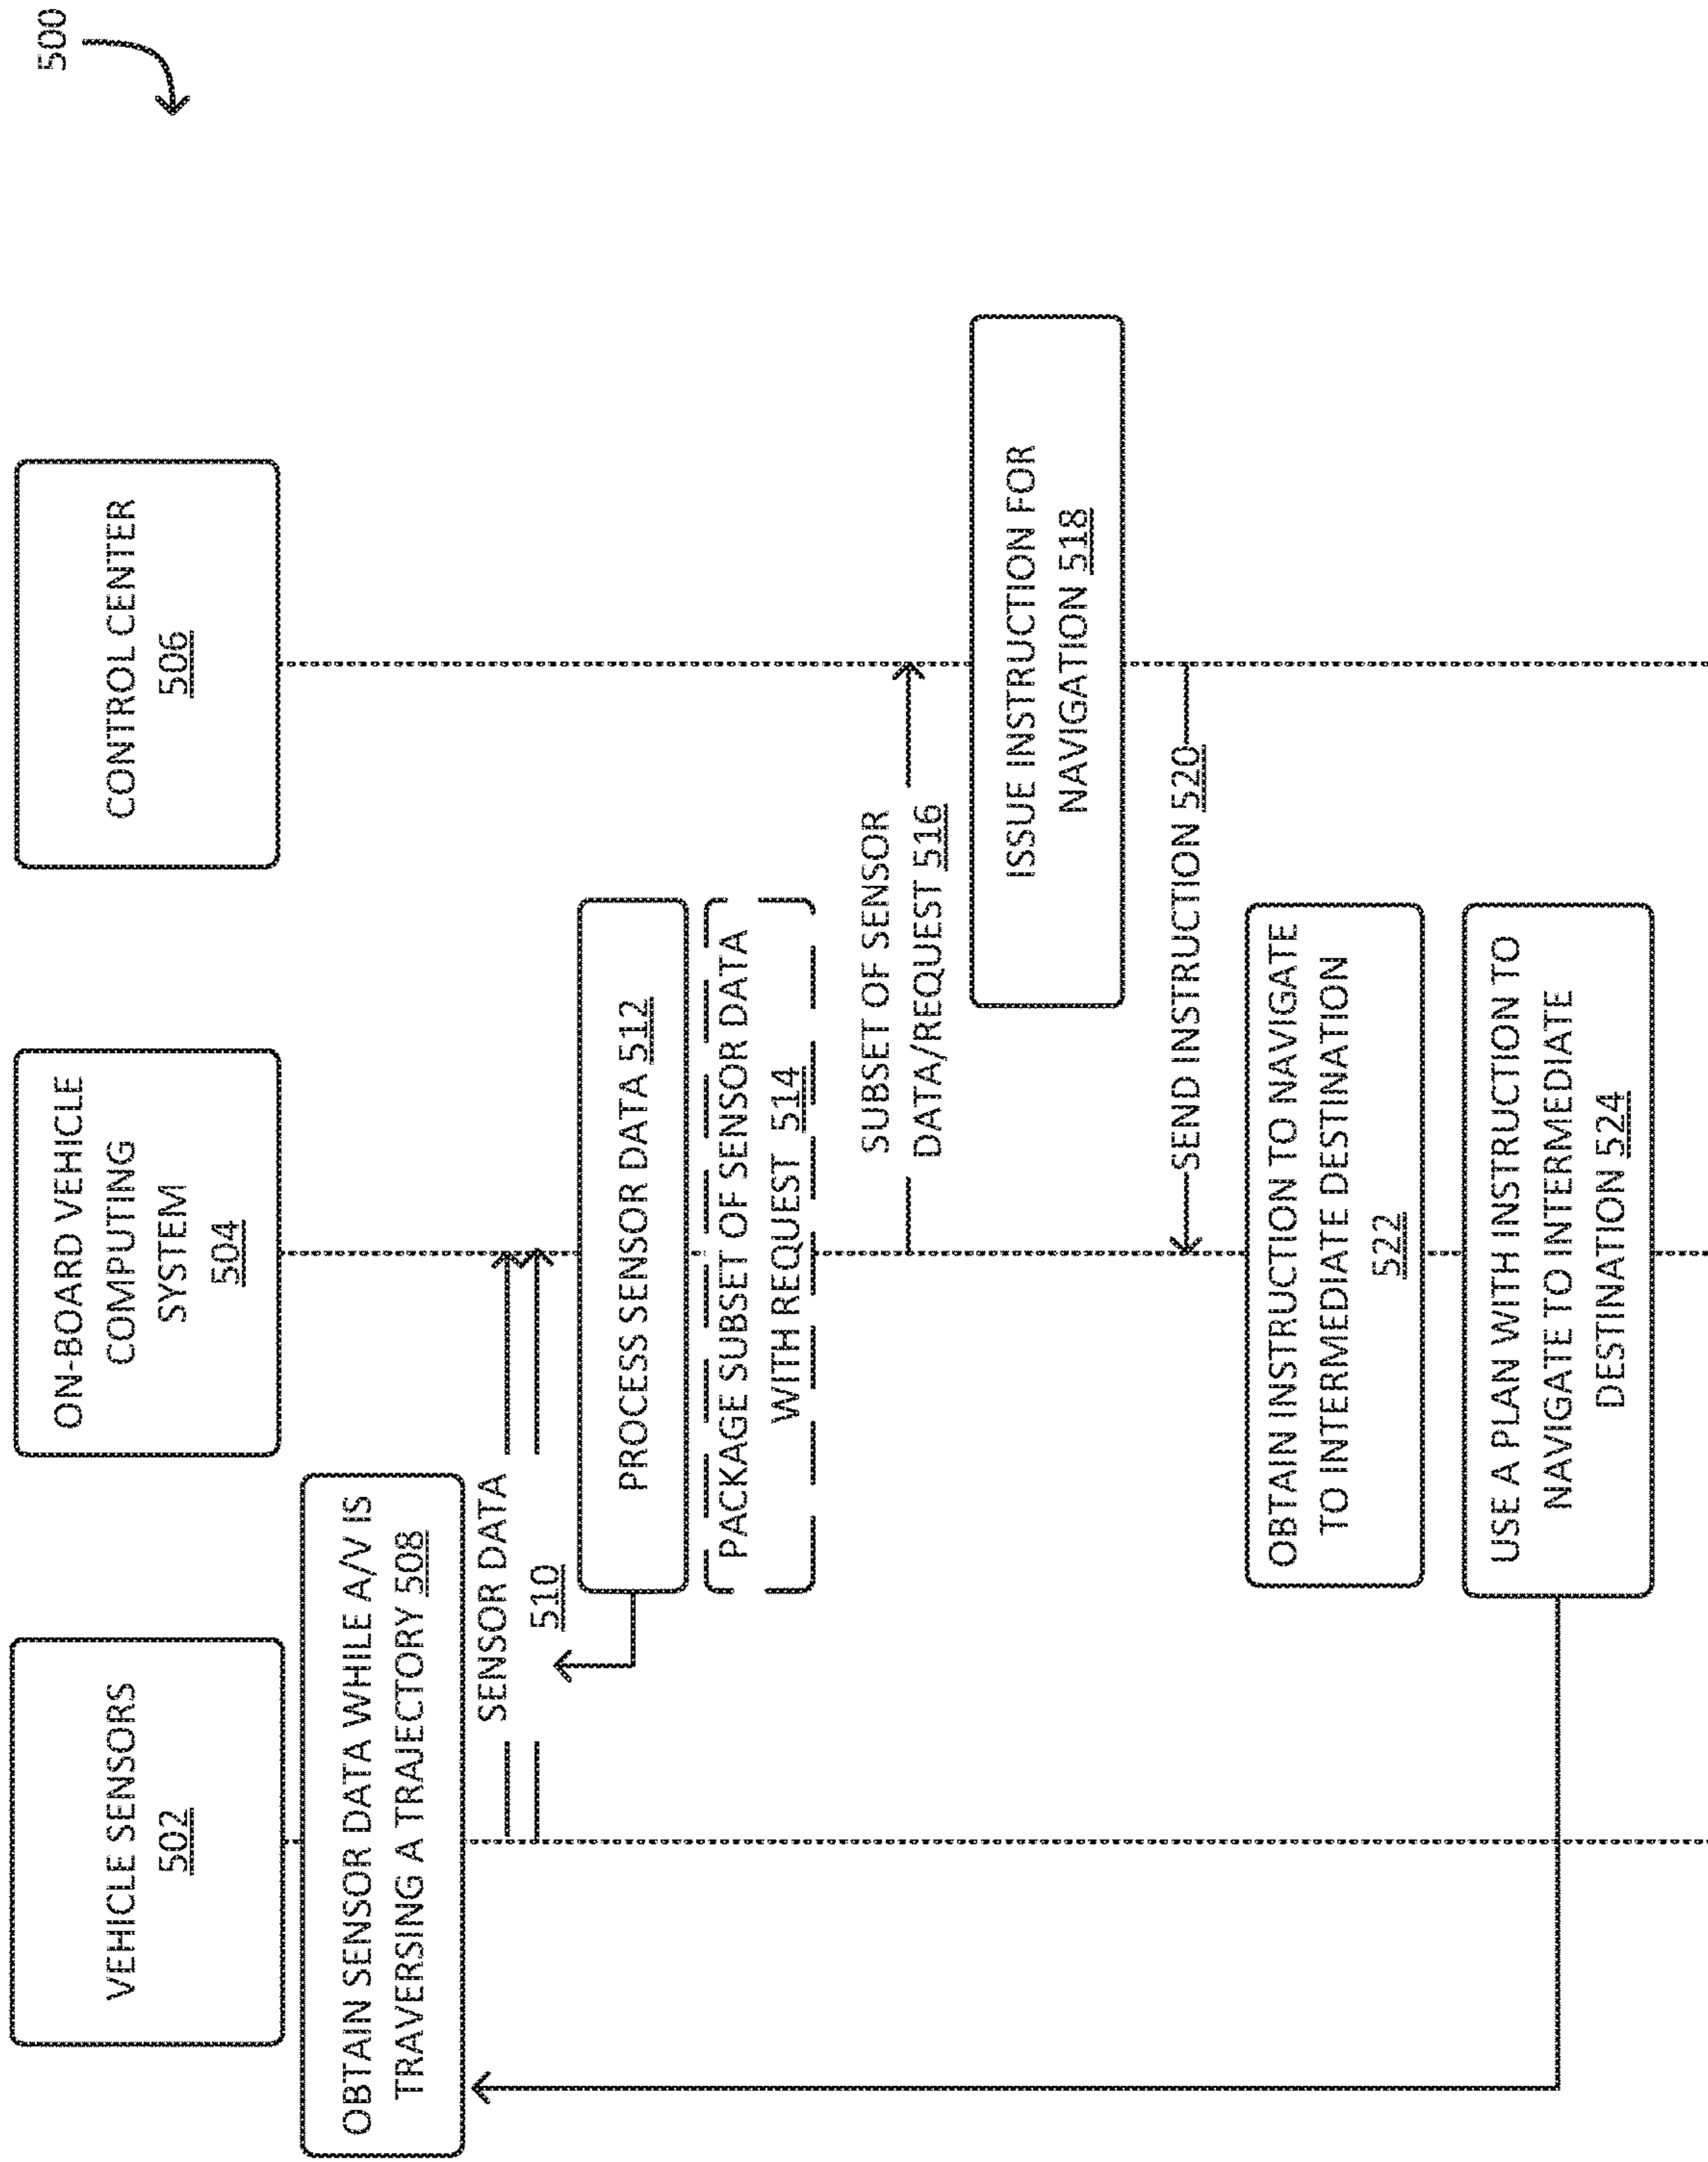 500
VEHICLE SENSORS
502
ON-BOARD VEHICLE
COMPUTING
SYSTEM
504
CONTROL CENTER
506
OBTAIN SENSOR DATA WHILE A/V IS
TRAVERSING A TRAJECTORY 508
SENSOR DATA
510
PROCESS SENSOR DATA 512
PACKAGE SUBSET OF SENSOR DATA
WITH REQUEST 514
SUBSET OF SENSOR
DATA/REQUEST 516
ISSUE INSTRUCTION FOR
NAVIGATION 518
SEND INSTRUCTION 520
OBTAIN INSTRUCTION TO NAVIGATE
TO INTERMEDIATE DESTINATION
522
USE A PLAN WITH INSTRUCTION TO
NAVIGATE TO INTERMEDIATE
DESTINATION 524